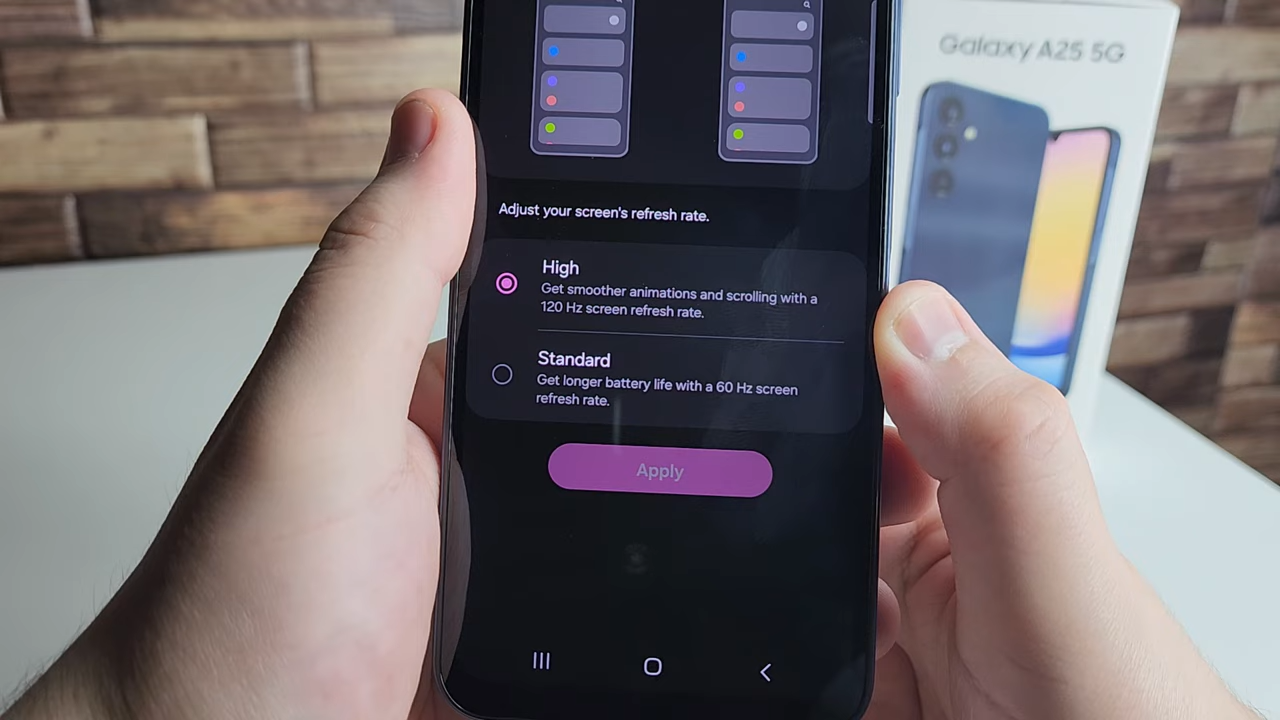 Galaxy A25 5G
Adjust your screen's refresh rate.
High
Get smoother animations and scrolling with a
120 Hz screen refresh rate.
Standard
Get longer battery life with a 60 Hz screen
refresh rate.
Apply